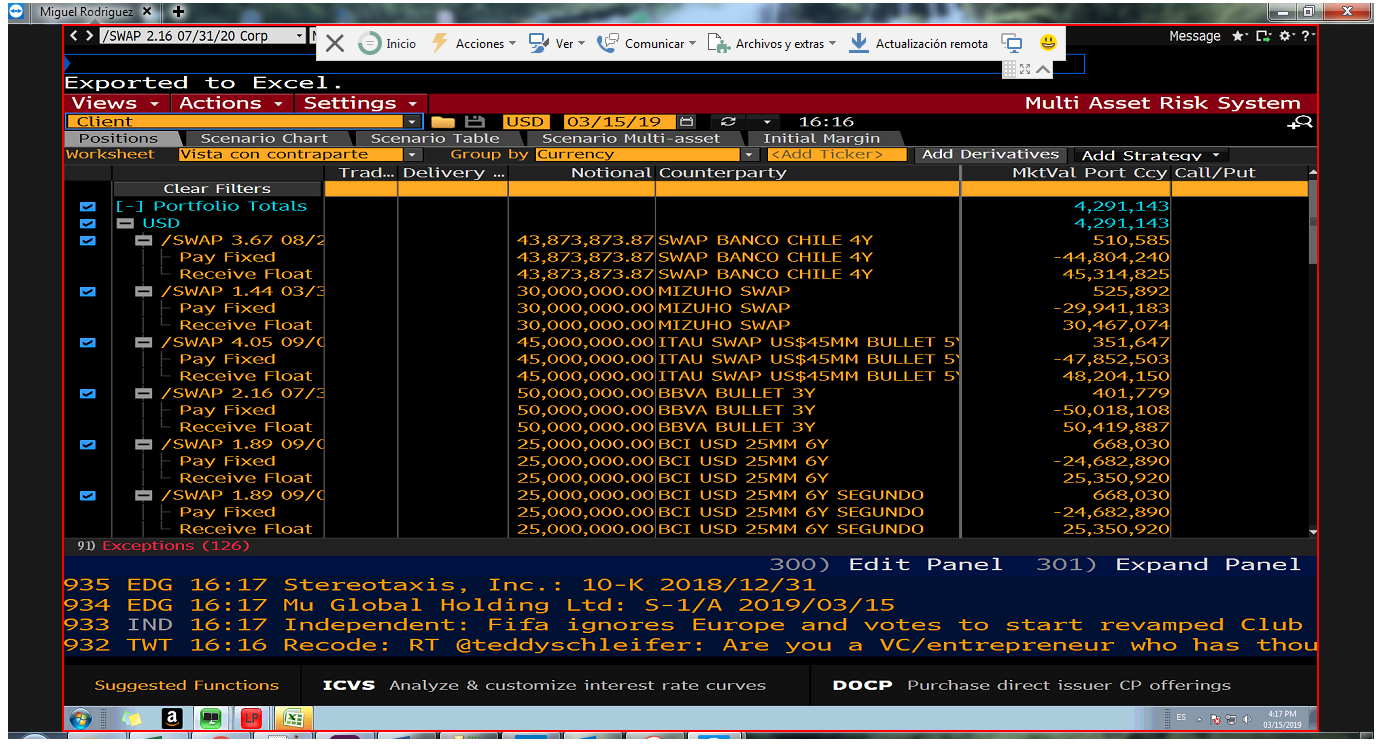 Miguel Rodriguez
/SWAP 2.16 07/31/20 Corp
Message
Inicio Acciones Ver Comunicar Archivos y extras Actualización remota
Exported to Excel.
Views Actions Settings Multi Asset Risk System
Client USD 03/15/19 16:16
Positions Scenario Chart Scenario Table Scenario Multi-asset Initial Margin
Worksheet Vista con contraparte Group by Currency <Add Ticker> Add Derivatives Add Strategy
Trad... Delivery ... Notional Counterparty MktVal Port Ccy Call/Put
Clear Filters
[-] Portfolio Totals 4,291,143
USD 4,291,143
/SWAP 3.67 08/2 43,873,873.87 SWAP BANCO CHILE 4Y 510,585
Pay Fixed 43,873,873.87 SWAP BANCO CHILE 4Y -44,804,240
Receive Float 43,873,873.87 SWAP BANCO CHILE 4Y 45,314,825
/SWAP 1.44 03/3 30,000,000.00 MIZUHO SWAP 525,892
Pay Fixed 30,000,000.00 MIZUHO SWAP -29,941,183
Receive Float 30,000,000.00 MIZUHO SWAP 30,467,074
/SWAP 4.05 09/0 45,000,000.00 ITAU SWAP US$45MM BULLET 5Y 351,647
Pay Fixed 45,000,000.00 ITAU SWAP US$45MM BULLET 5Y -47,852,503
Receive Float 45,000,000.00 ITAU SWAP US$45MM BULLET 5Y 48,204,150
/SWAP 2.16 07/3 50,000,000.00 BBVA BULLET 3Y 401,779
Pay Fixed 50,000,000.00 BBVA BULLET 3Y -50,018,108
Receive Float 50,000,000.00 BBVA BULLET 3Y 50,419,887
/SWAP 1.89 09/0 25,000,000.00 BCI USD 25MM 6Y 668,030
Pay Fixed 25,000,000.00 BCI USD 25MM 6Y -24,682,890
Receive Float 25,000,000.00 BCI USD 25MM 6Y 25,350,920
/SWAP 1.89 09/0 25,000,000.00 BCI USD 25MM 6Y SEGUNDO 668,030
Pay Fixed 25,000,000.00 BCI USD 25MM 6Y SEGUNDO -24,682,890
Receive Float 25,000,000.00 BCI USD 25MM 6Y SEGUNDO 25,350,920
91) Exceptions (126)
300) Edit Panel 301) Expand Panel
935 EDG 16:17 Stereotaxis, Inc.: 10-K 2018/12/31
934 EDG 16:17 Mu Global Holding Ltd: S-1/A 2019/03/15
933 IND 16:17 Independent: Fifa ignores Europe and votes to start revamped Club
932 TWT 16:16 Recode: RT @teddyschleifer: Are you a VC/entrepreneur who has thou
Suggested Functions ICVS Analyze & customize interest rate curves DOCP Purchase direct issuer CP offerings
a LP ES 4:17 PM
03/15/2019